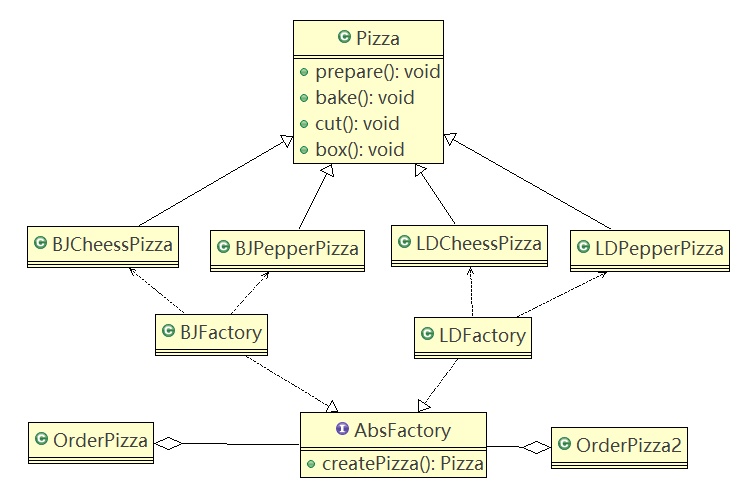 Pizza
prepare(): void
bake(): void
cut(): void
box(): void
BJCheessPizza
BJPepperPizza
LDCheessPizza
LDPepperPizza
BJFactory
LDFactory
OrderPizza
AbsFactory
createPizza(): Pizza
OrderPizza2